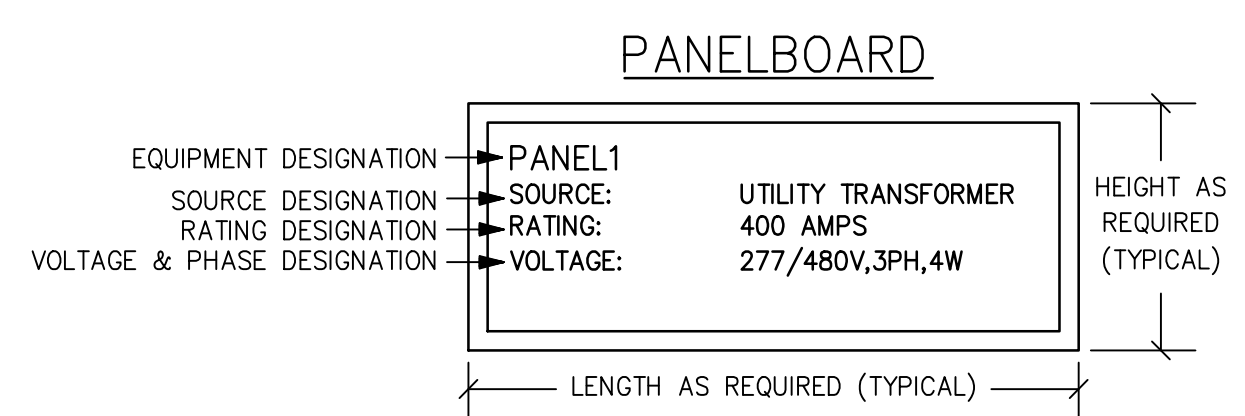 PANELBOARD
EQUIPMENT DESIGNATION PANEL1
SOURCE DESIGNATION SOURCE: UTILITY TRANSFORMER
RATING DESIGNATION RATING: 400 AMPS
VOLTAGE & PHASE DESIGNATION VOLTAGE: 277/480V,3PH,4W
HEIGHT AS
REQUIRED
(TYPICAL)
LENGTH AS REQUIRED (TYPICAL)